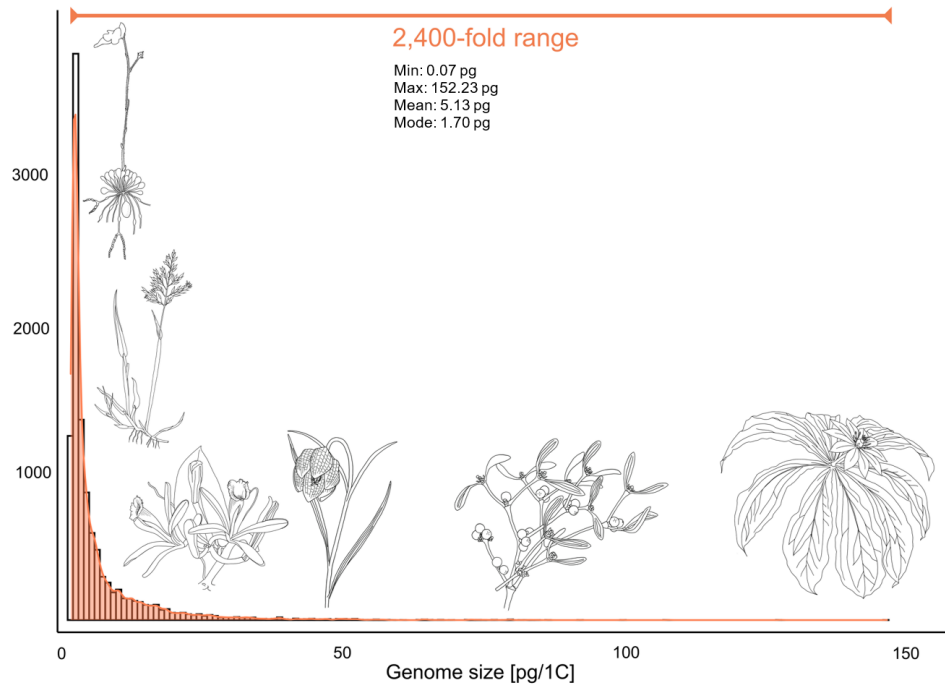 2,400-fold range
Min: 0.07 pg
Max: 152.23 pg
Mean: 5.13 pg
Mode: 1.70 pg
3000
2000
1000
0 50 100 150
Genome size [pg/1C]